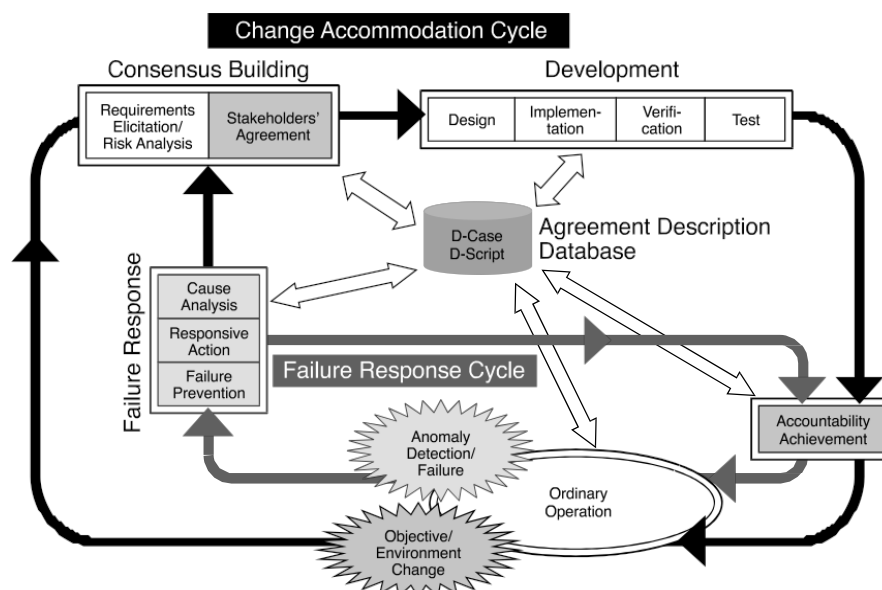 Change Accommodation Cycle
Consensus Building
Development
Requirements
Elicitation/
Risk Analysis
Stakeholders'
Agreement
Design
Implemen-
tation
Verifi-
cation
Test
D-Case
D-Script
Agreement Description
Database
Failure Response
Cause
Analysis
Responsive
Action
Failure
Prevention
Failure Response Cycle
Accountability
Achievement
Anomaly
Detection/
Failure
Ordinary
Operation
Objective/
Environment
Change